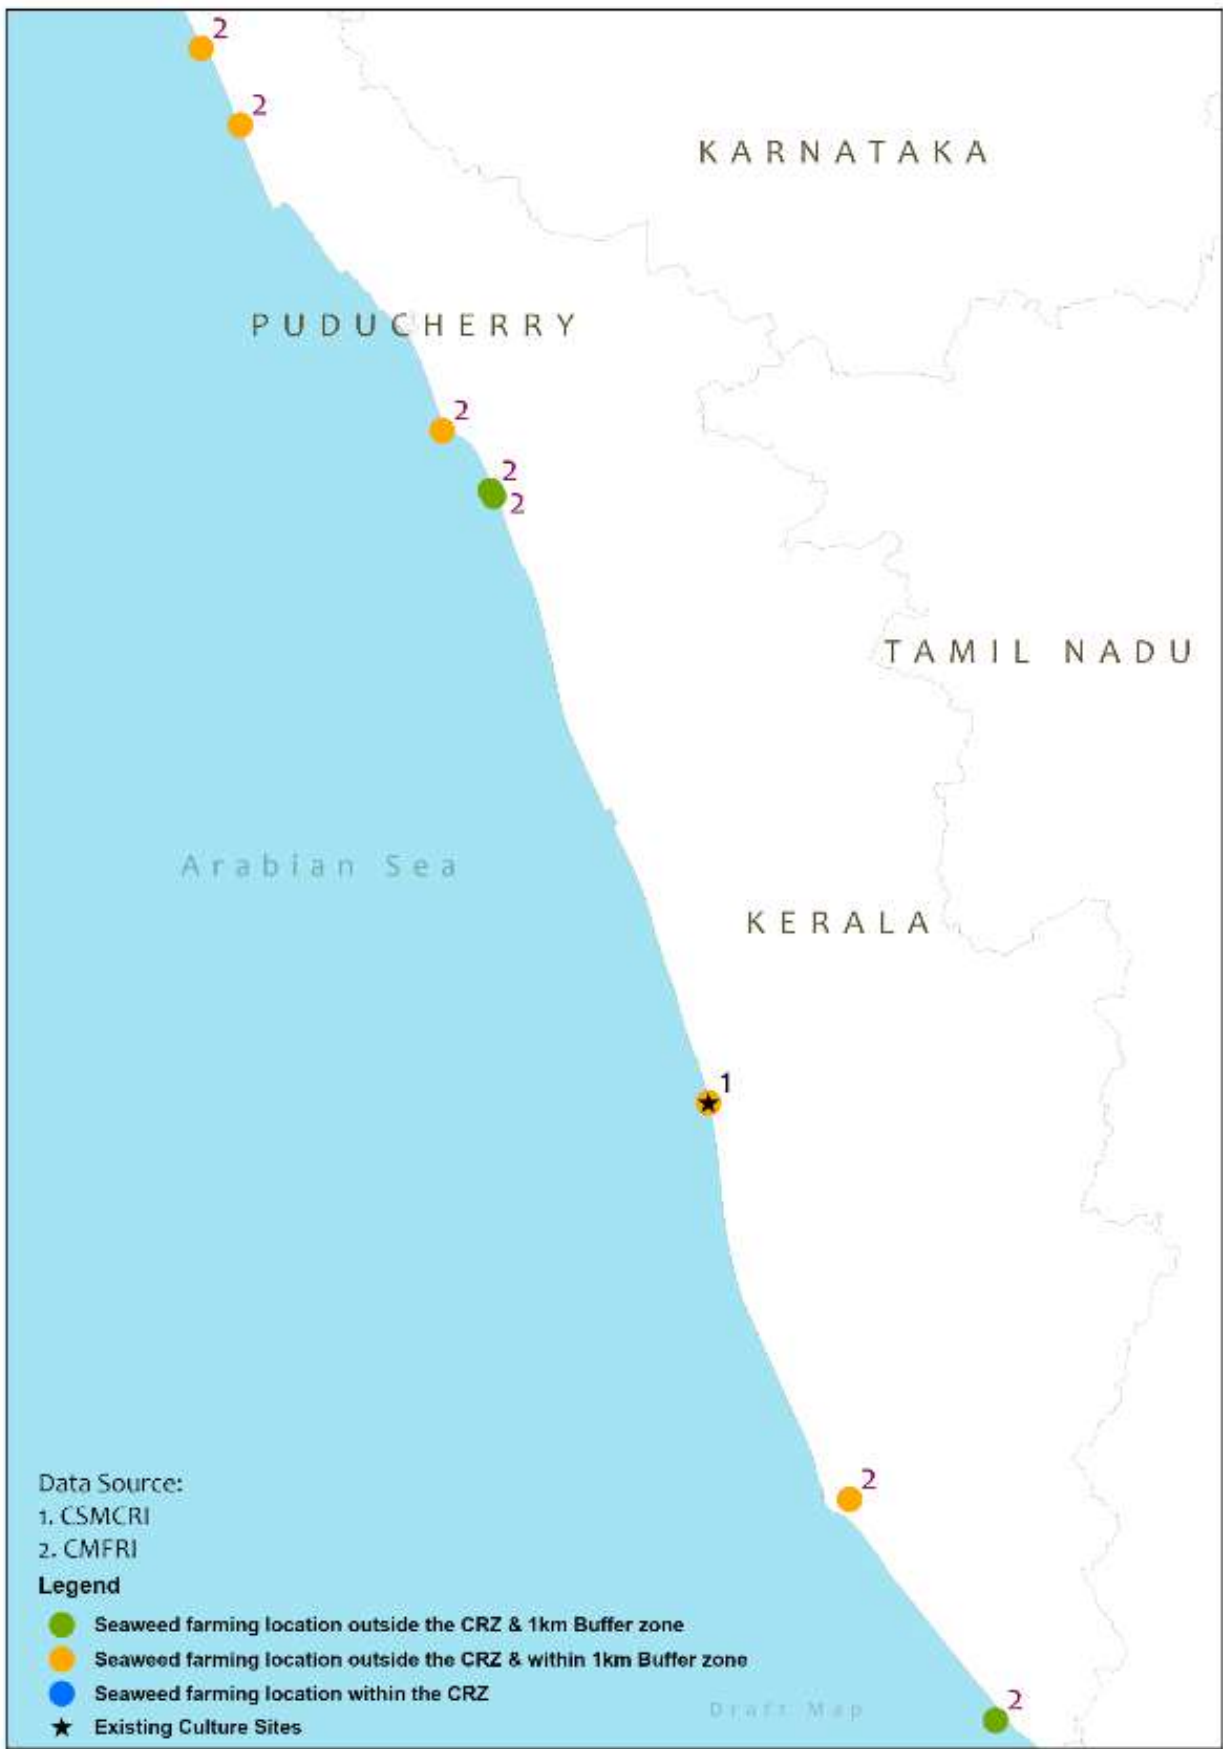 2
2
KARNATAKA
PUDUCHERRY
2
2
2
TAMIL NADU
Arabian Sea
KERALA
1
2
Data Source:
1. CSMCRI
2. CMFRI
Legend
Seaweed farming location outside the CRZ & 1km Buffer zone
Seaweed farming location outside the CRZ & within 1km Buffer zone
Seaweed farming location within the CRZ
2
Draft Map
Existing Culture Sites